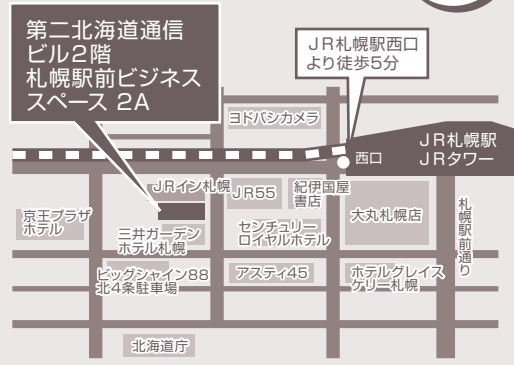 第二北海道通信
ビル2階
札幌駅前ビジネス
スペース 2A
JR札幌駅西口
より徒歩5分
ヨドバシカメラ
JR札幌駅
JRタワー
西口
JRイン札幌
JR55
紀伊国屋
書店
大丸札幌店
札幌駅前通り
京王プラザ
ホテル
三井ガーデン
ホテル札幌
センチュリー
ロイヤルホテル
ビッグシャイン88
北4条駐車場
アスティ45
ホテルグレイス
ケリー札幌
北海道庁